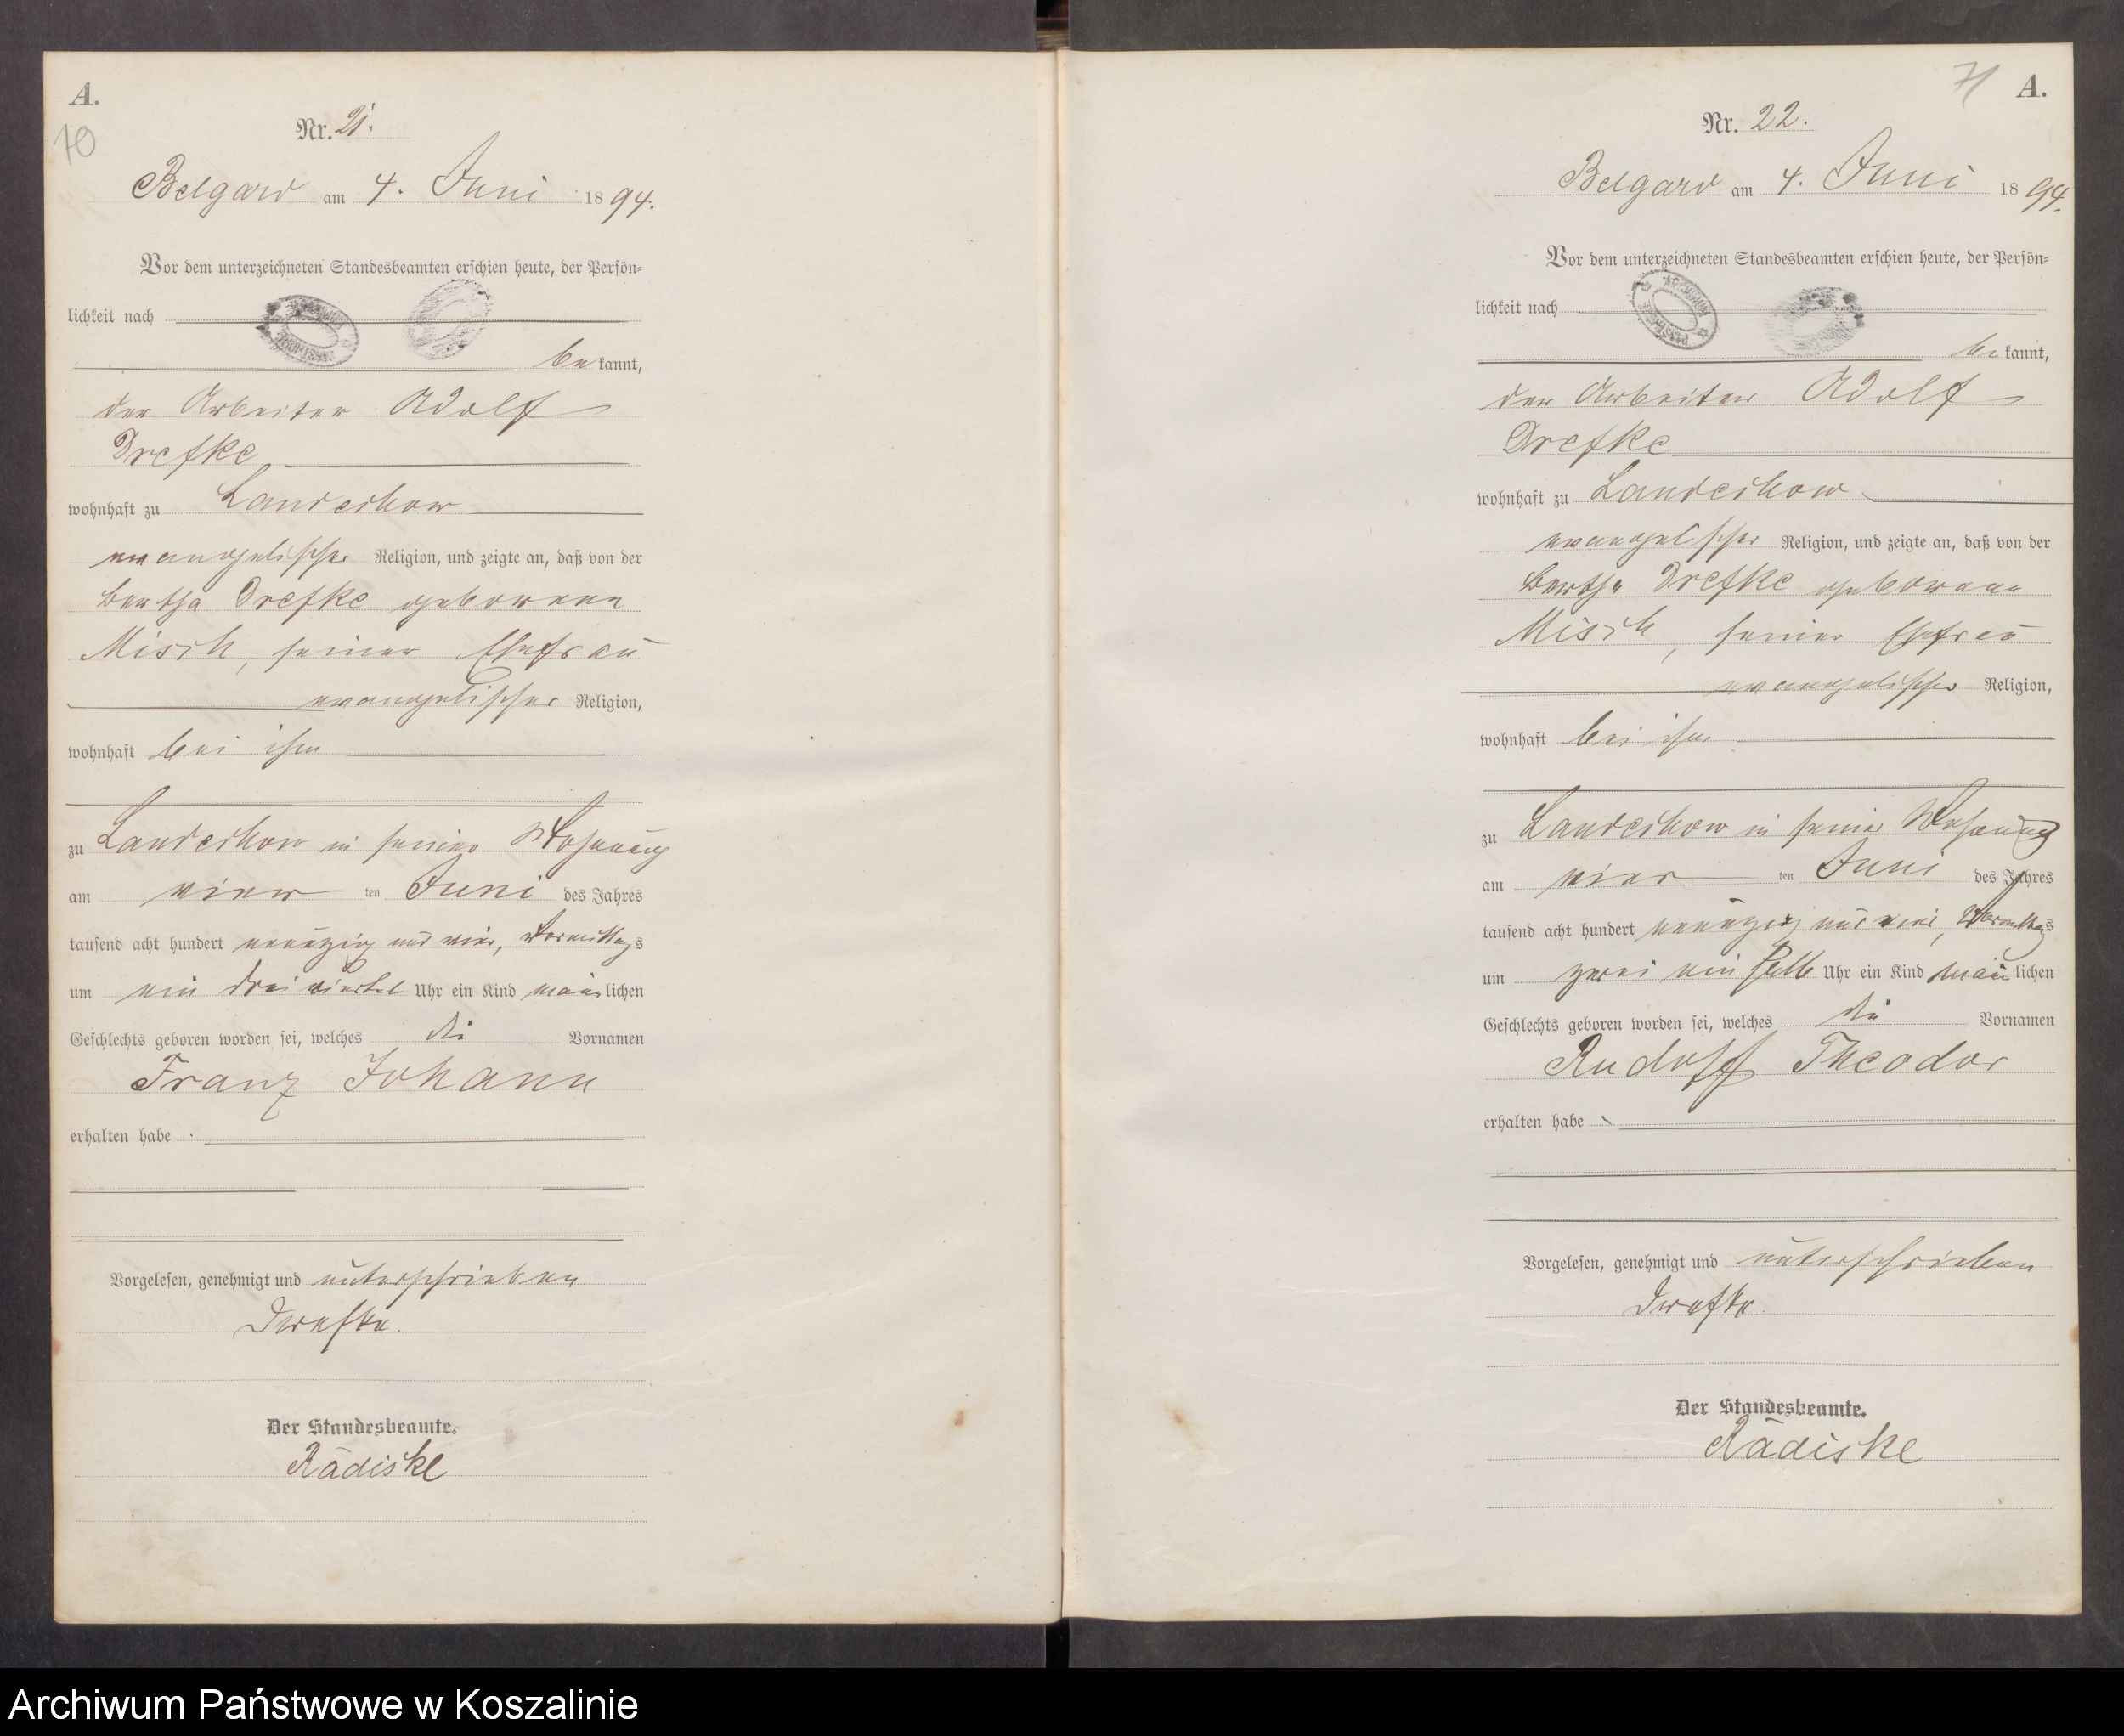 A.
70
Nr. 21.
Belgard am 4. Juni 1894.
Vor dem unterzeichneten Standesbeamten erschien heute, der Persön-
lichkeit nach
bekannt,
der Arbeiter Adolf
Drefke
wohnhaft zu Landechow
evangelischer Religion, und zeigte an, daß von der
Bertha Drefke geborene
Misch, seiner Ehefrau
evangelischer Religion,
wohnhaft bei ihm
zu Landechow in seiner Wohnung
am vier ten Juni des Jahres
tausend acht hundert neunzig und vier, Vormittags
um ein drei viertel Uhr ein Kind männlichen
Geschlechts geboren worden sei, welches die Vornamen
Franz Johann
erhalten habe.
Vorgelesen, genehmigt und unterschrieben
Drefke.
Der Standesbeamte.
Rädiske
71
A.
Nr. 22.
Belgard am 4. Juni 1894.
Vor dem unterzeichneten Standesbeamten erschien heute, der Persön-
lichkeit nach
bekannt,
der Arbeiter Adolf
Drefke
wohnhaft zu Landechow
evangelischer Religion, und zeigte an, daß von der
Bertha Drefke geborene
Misch, seiner Ehefrau
evangelischer Religion,
wohnhaft bei ihm
zu Landechow in seiner Wohnung
am vier ten Juni des Jahres
tausend acht hundert neunzig und vier, Vormittags
um zwei ein halb Uhr ein Kind männlichen
Geschlechts geboren worden sei, welches die Vornamen
Rudolf Theodor
erhalten habe
Vorgelesen, genehmigt und unterschrieben
Drefke.
Der Standesbeamte.
Rädiske
Archiwum Państwowe w Koszalinie